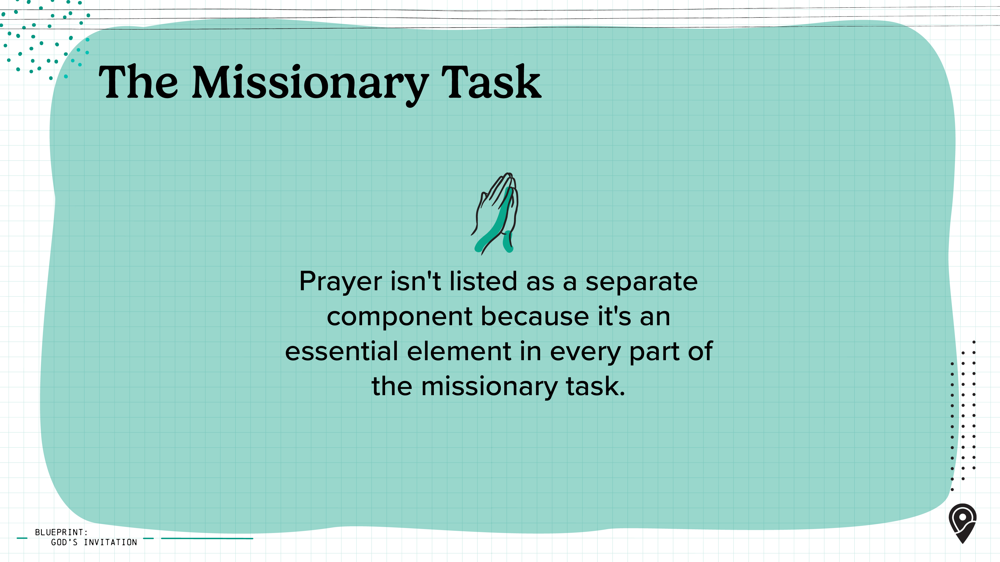 The Missionary Task
Prayer isn't listed as a separate
component because it's an
essential element in every part of
the missionary task.
BLUEPRINT:
GOD'S INVITATION